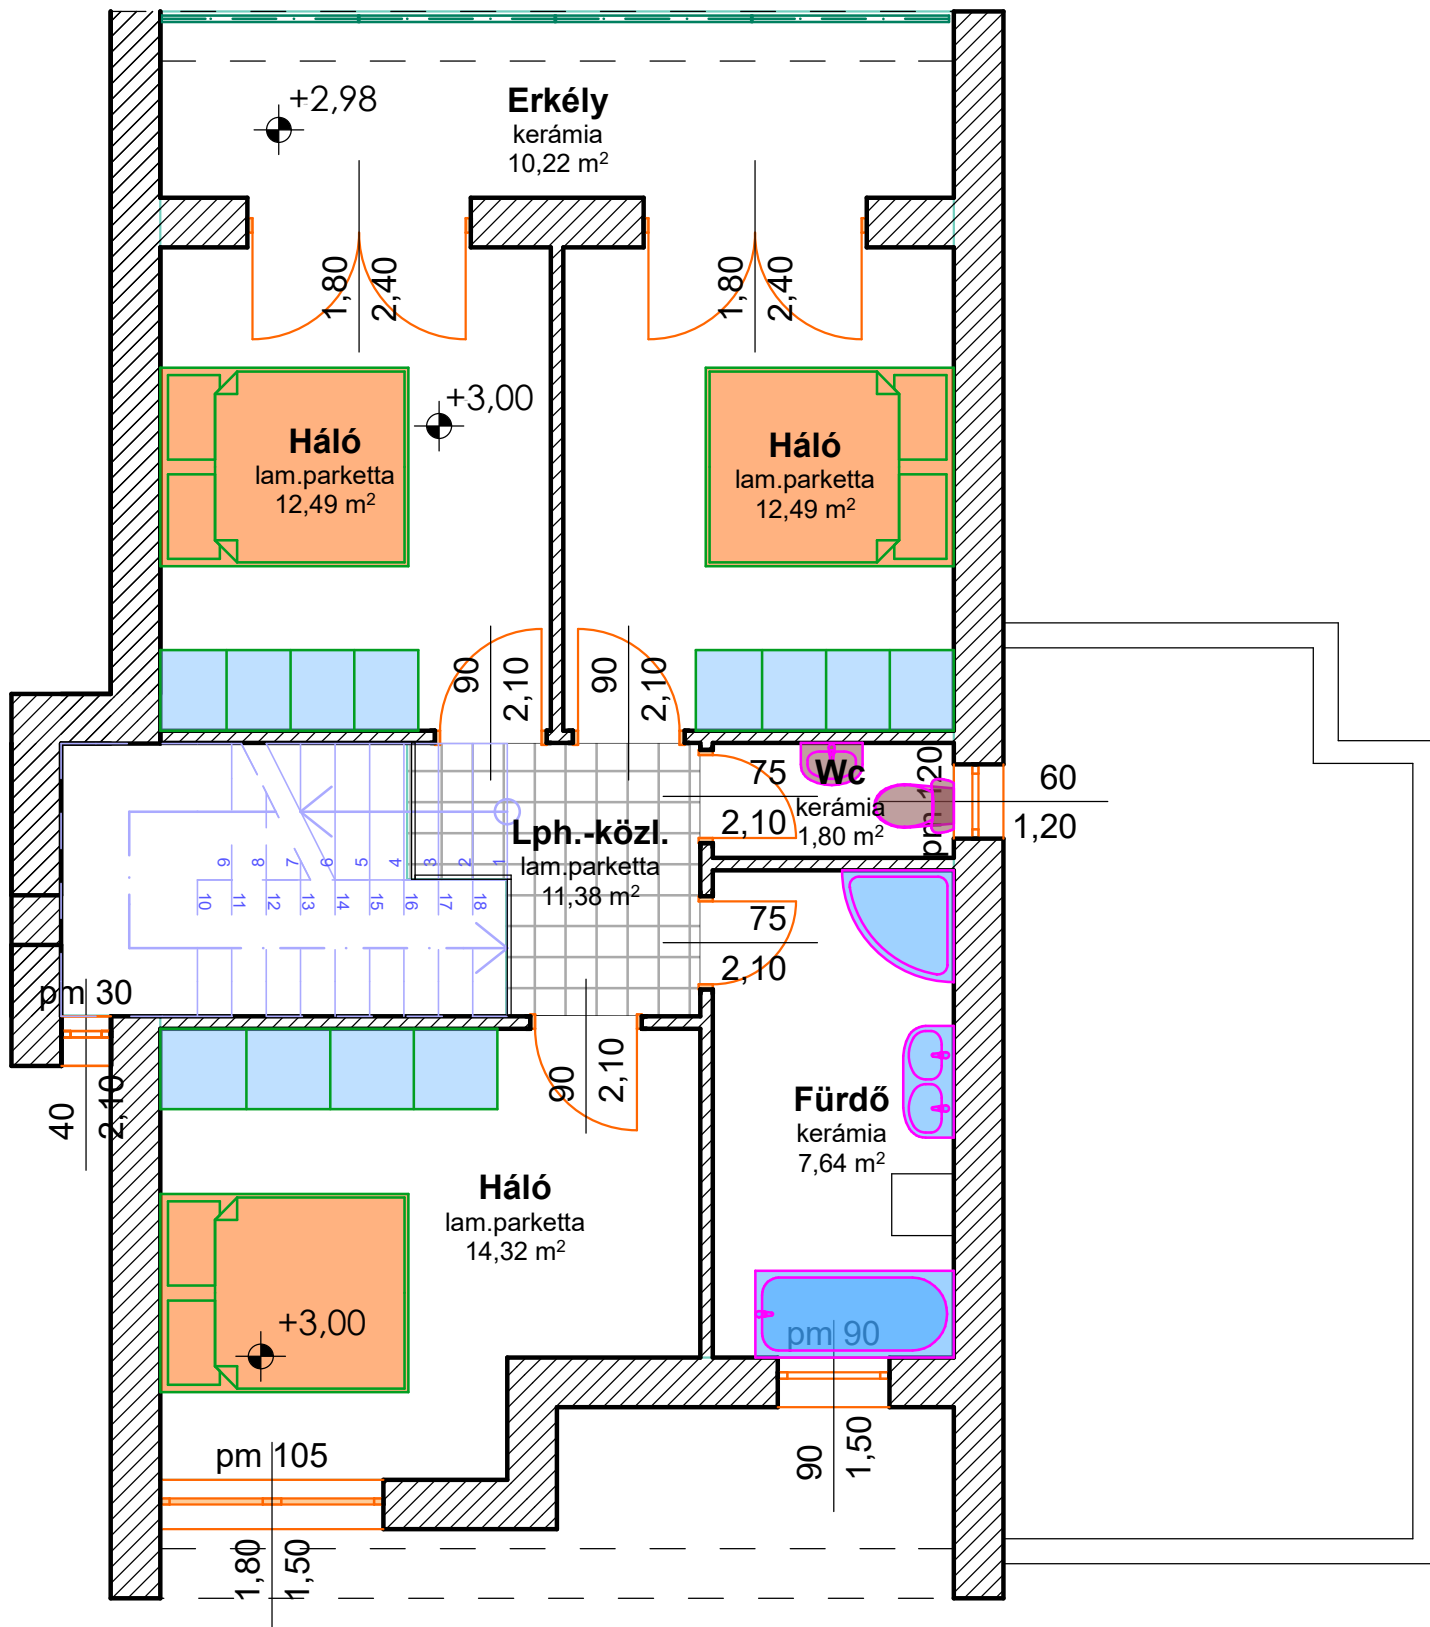 +2,98
Erkély
kerámia
10,22 m²
1,80
2,40
1,80
2,40
+3,00
Háló
lam.parketta
12,49 m²
Háló
lam.parketta
12,49 m²
90
2,10
90
2,10
75
2,10
Wc
kerámia
1,80 m²
pm 120
60
1,20
Lph.-közl.
lam.parketta
11,38 m²
9
8
7
6
5
4
3
2
1
10
11
12
13
14
15
16
17
18
75
2,10
pm 30
40
2,10
90
2,10
Fürdő
kerámia
7,64 m²
Háló
lam.parketta
14,32 m²
+3,00
pm 90
90
1,50
pm 105
1,80
1,50